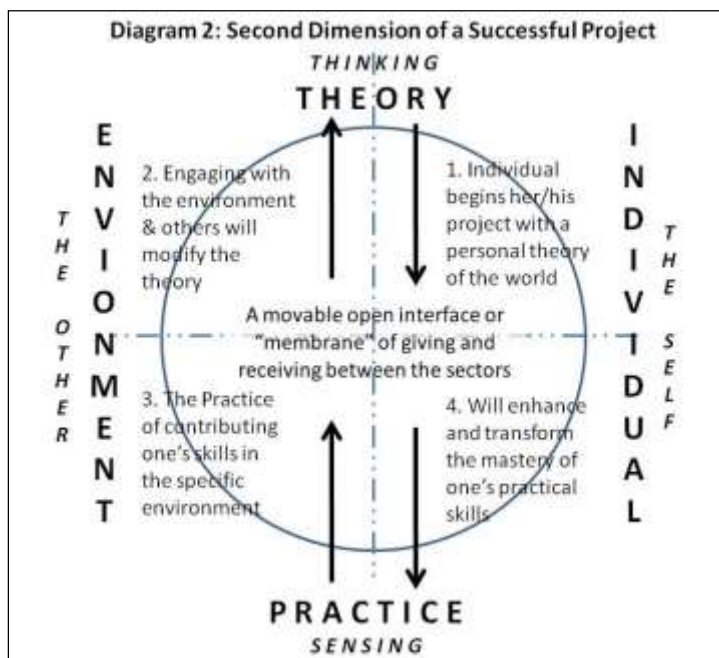 Diagram 2: Second Dimension of a Successful Project
THINKING
THEORY
ENVIONMENT
THE OTHER
INDIVIDUAL
THE SELF
1. Individual
begins her/his
project with a
personal theory
of the world
2. Engaging with
the environment
& others will
modify the
theory
A movable open interface or
"membrane" of giving and
receiving between the sectors
3. The Practice
of contributing
one's skills in
the specific
environment
4. Will enhance
and transform
the mastery of
one's practical
skills
PRACTICE
SENSING